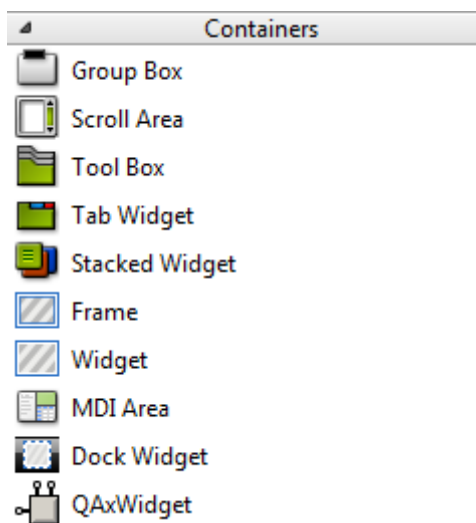 Containers
Group Box
Scroll Area
Tool Box
Tab Widget
Stacked Widget
Frame
Widget
MDI Area
Dock Widget
QAxWidget